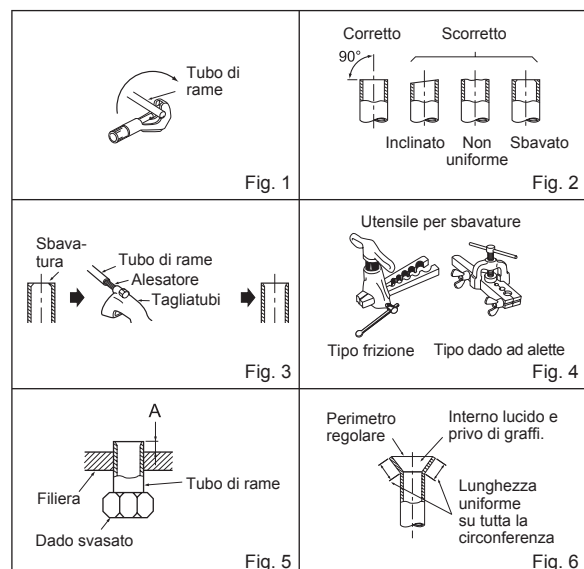 Tubo di
rame
Fig. 1
Corretto
Scorretto
90°
Inclinato
Non
uniforme
Sbavato
Fig. 2
Sbava-
tura
Tubo di rame
Alesatore
Tagliatubi
Fig. 3
Utensile per sbavature
Tipo frizione
Tipo dado ad alette
Fig. 4
A
Filiera
Tubo di rame
Dado svasato
Fig. 5
Perimetro
regolare
Interno lucido e
privo di graffi.
Lunghezza
uniforme
su tutta la
circonferenza
Fig. 6